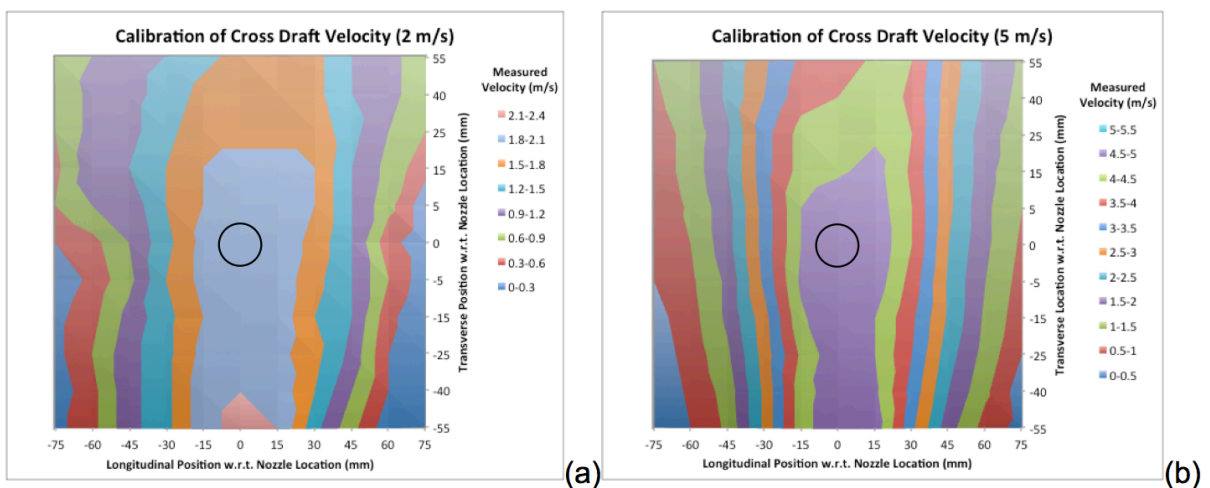 Calibration of Cross Draft Velocity (2 m/s)
55
40
25
15
5
0
-5
-15
-25
-40
-55
Transverse Position w.r.t. Nozzle Location (mm)
-75 -60 -45 -30 -15 0 15 30 45 60 75
Longitudinal Position w.r.t. Nozzle Location (mm)
Measured
Velocity (m/s)
2.1-2.4
1.8-2.1
1.5-1.8
1.2-1.5
0.9-1.2
0.6-0.9
0.3-0.6
0-0.3
(a)
Calibration of Cross Draft Velocity (5 m/s)
55
40
25
15
5
0
-5
-15
-25
-40
-55
Transverse Location w.r.t. Nozzle Location (mm)
-75 -60 -45 -30 -15 0 15 30 45 60 75
Longitudinal Position w.r.t. Nozzle Location (mm)
Measured
Velocity (m/s)
5-5.5
4.5-5
4-4.5
3.5-4
3-3.5
2.5-3
2-2.5
1.5-2
1-1.5
0.5-1
0-0.5
(b)